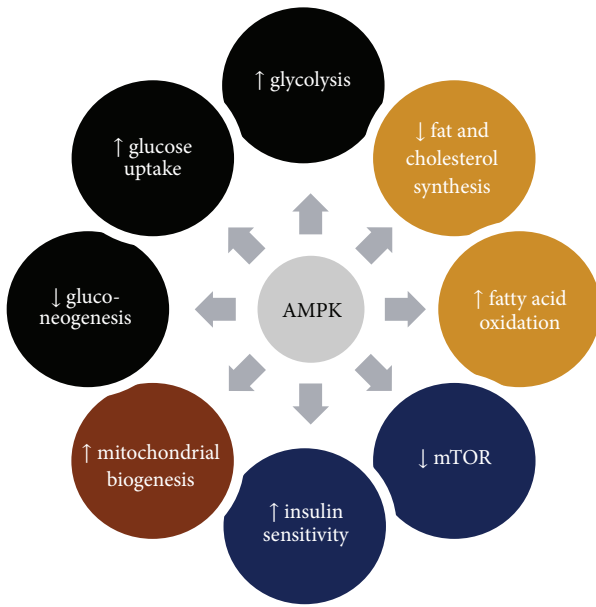 ↑ glycolysis
↓ fat and
cholesterol
synthesis
↑ fatty acid
oxidation
↓ mTOR
↑ insulin
sensitivity
↑ mitochondrial
biogenesis
↓ gluco-
neogenesis
↑ glucose
uptake
AMPK